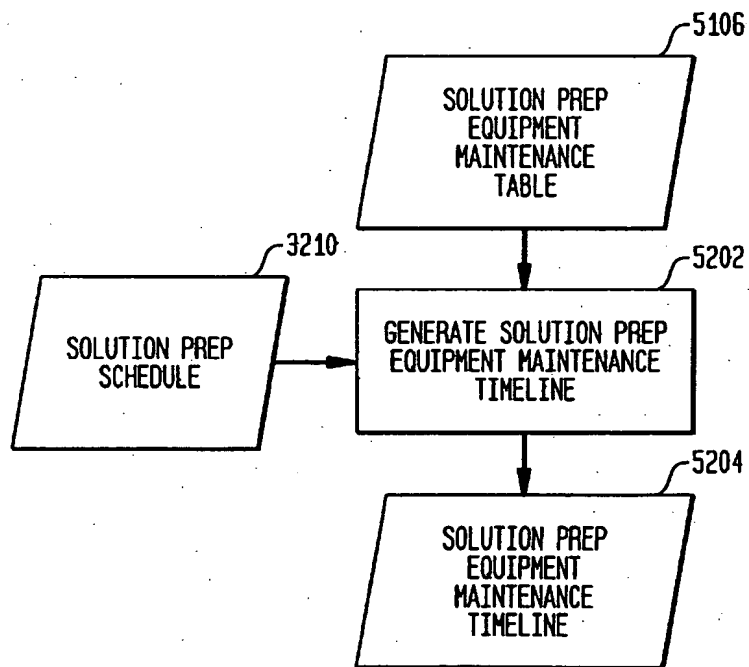 5106
SOLUTION PREP
EQUIPMENT
MAINTENANCE
TABLE
3210
SOLUTION PREP
SCHEDULE
5202
GENERATE SOLUTION PREP
EQUIPMENT MAINTENANCE
TIMELINE
5204
SOLUTION PREP
EQUIPMENT
MAINTENANCE
TIMELINE